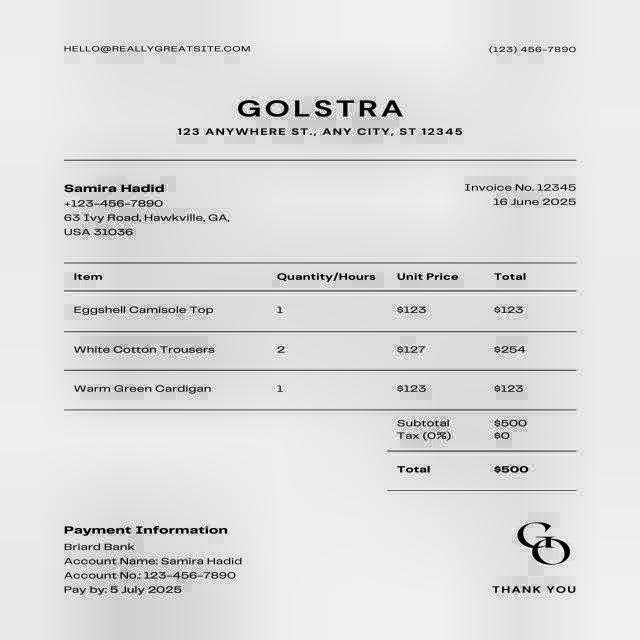 HELLO@REALLYGREATSITE.COM (123) 456-7890
GOLSTRA
123 ANYWHERE ST., ANY CITY, ST 12345
Samira Hadid
+123-456-7890
63 Ivy Road, Hawkville, GA,
USA 31036
Invoice No. 12345
16 June 2025
Item Quantity/Hours Unit Price Total
Eggshell Camisole Top 1 $123 $123
White Cotton Trousers 2 $127 $254
Warm Green Cardigan 1 $123 $123
Subtotal $500
Tax (0%) $0
Total $500
Payment Information
Briard Bank
Account Name: Samira Hadid
Account No.: 123-456-7890
Pay by: 5 July 2025
GO
THANK YOU